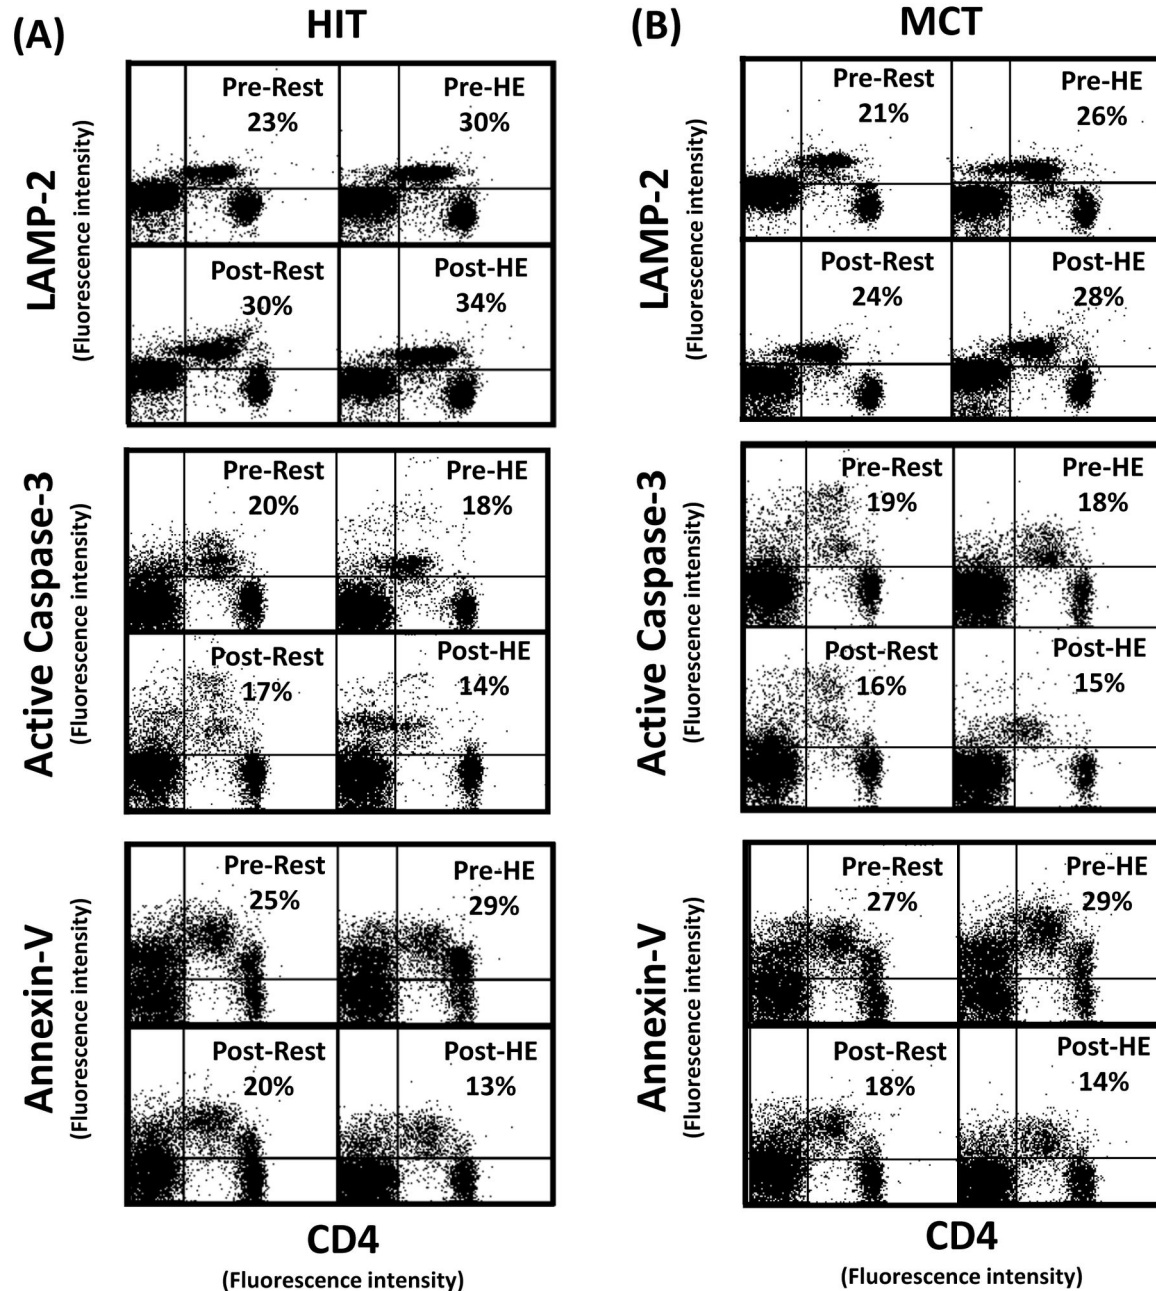 (A)
HIT
LAMP-2
(Fluorescence intensity)
Pre-Rest
23%
Pre-HE
30%
Post-Rest
30%
Post-HE
34%
Active Caspase-3
(Fluorescence intensity)
Pre-Rest
20%
Pre-HE
18%
Post-Rest
17%
Post-HE
14%
Annexin-V
(Fluorescence intensity)
Pre-Rest
25%
Pre-HE
29%
Post-Rest
20%
Post-HE
13%
CD4
(Fluorescence intensity)
(B)
MCT
LAMP-2
(Fluorescence intensity)
Pre-Rest
21%
Pre-HE
26%
Post-Rest
24%
Post-HE
28%
Active Caspase-3
(Fluorescence intensity)
Pre-Rest
19%
Pre-HE
18%
Post-Rest
16%
Post-HE
15%
Annexin-V
(Fluorescence intensity)
Pre-Rest
27%
Pre-HE
29%
Post-Rest
18%
Post-HE
14%
CD4
(Fluorescence intensity)